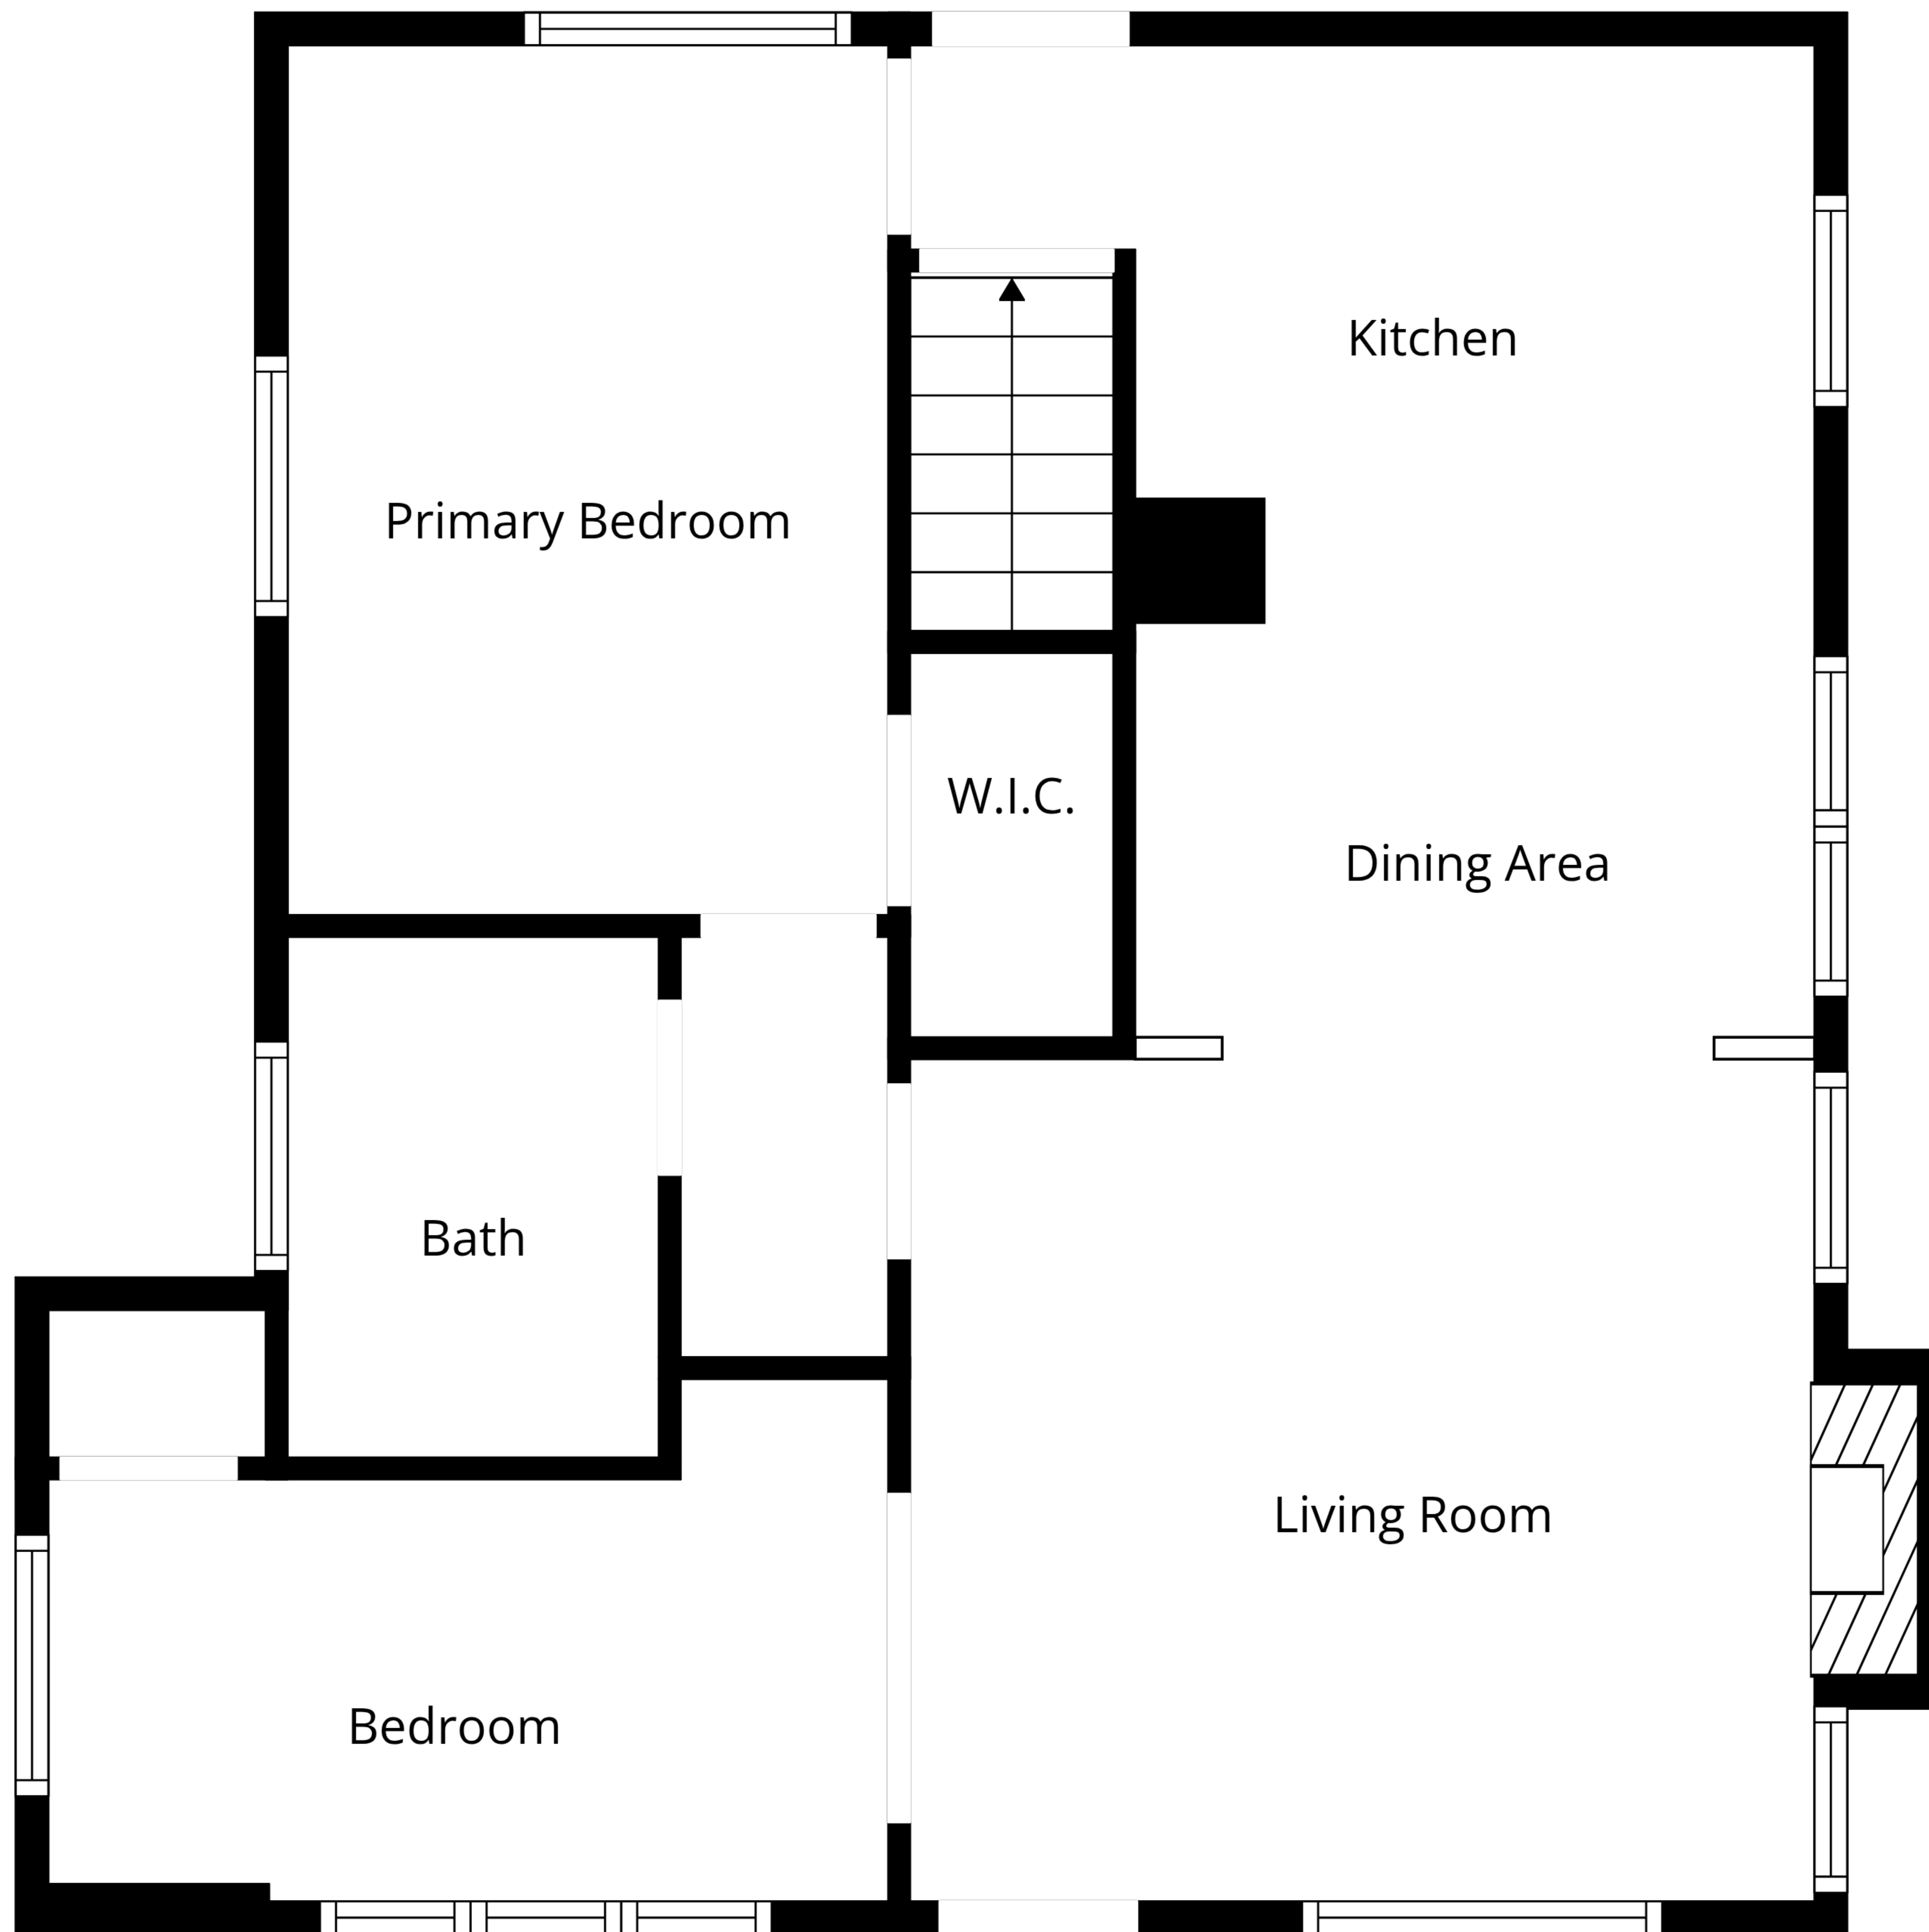 Kitchen
Primary Bedroom
W.I.C.
Dining Area
Bath
Living Room
Bedroom